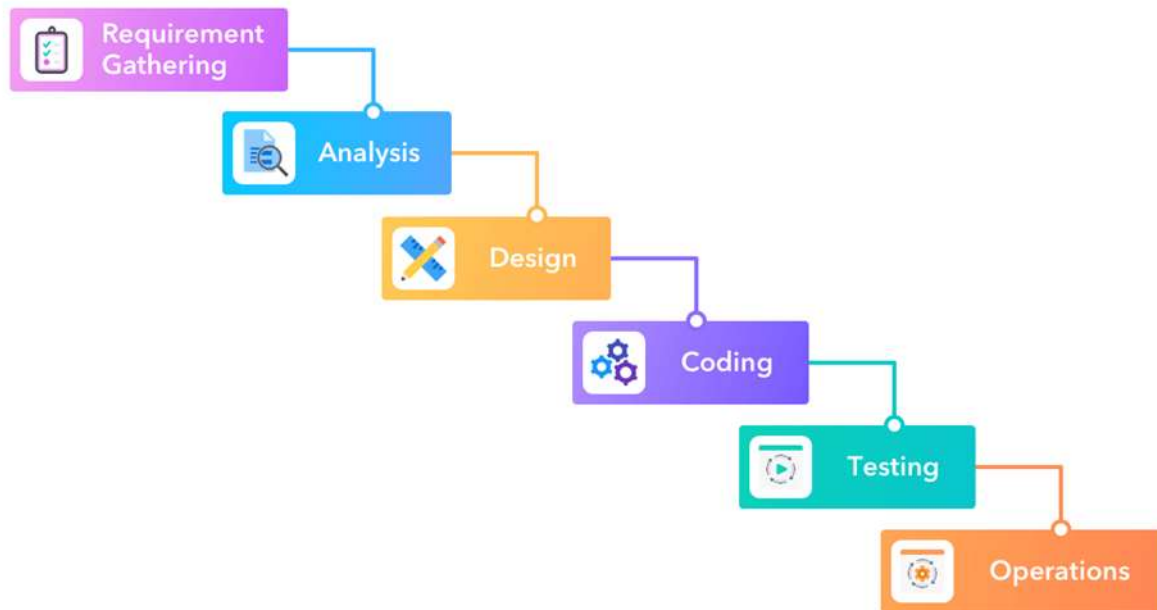 Requirement
Gathering
Analysis
Design
Coding
Testing
Operations